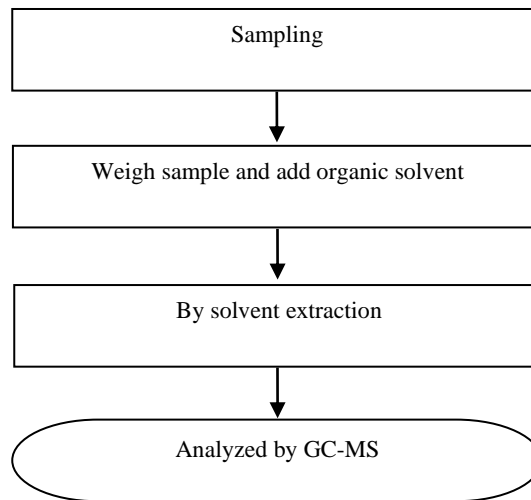 Sampling
Weigh sample and add organic solvent
By solvent extraction
Analyzed by GC-MS